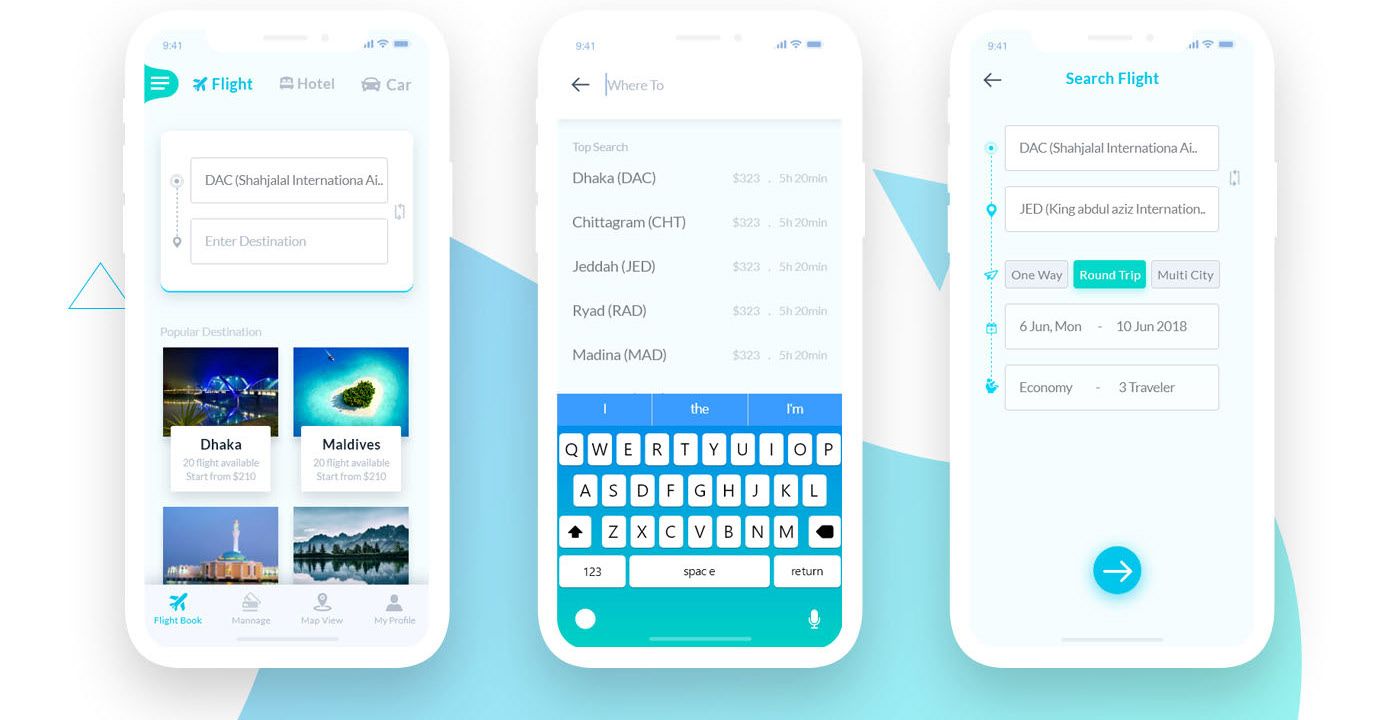 9:41
Flight
Hotel
Car
DAC (Shahjalal Internationa Ai..
Enter Destination
Popular Destination
Dhaka
20 flight available
Start from $210
Maldives
20 flight available
Start from $210
Flight Book
Mannage
Map View
My Profile
9:41
Where To
Top Search
Dhaka (DAC) $323 . 5h 20min
Chittagram (CHT) $323 . 5h 20min
Jeddah (JED) $323 . 5h 20min
Ryad (RAD) $323 . 5h 20min
Madina (MAD) $323 . 5h 20min
I the I'm
Q W E R T Y U I O P
A S D F G H J K L
Z X C V B N M
123 space return
9:41
Search Flight
DAC (Shahjalal Internationa Ai..
JED (King abdul aziz Internation..
One Way Round Trip Multi City
6 Jun, Mon - 10 Jun 2018
Economy - 3 Traveler